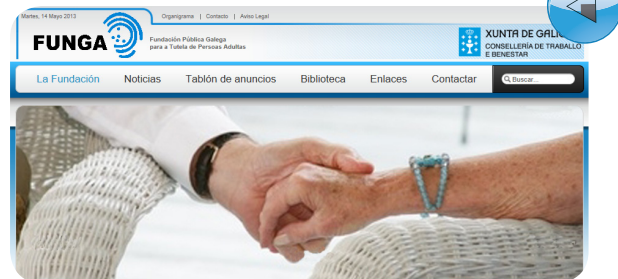 Martes, 14 Mayo 2013
Organigrama | Contacto | Aviso Legal
FUNGA
Fundación Pública Galega
para a Tutela de Persoas Adultas
XUNTA DE
CONSELLERÍA DE TRABALLO
E BENESTAR
La Fundación Noticias Tablón de anuncios Biblioteca Enlaces Contactar Buscar...